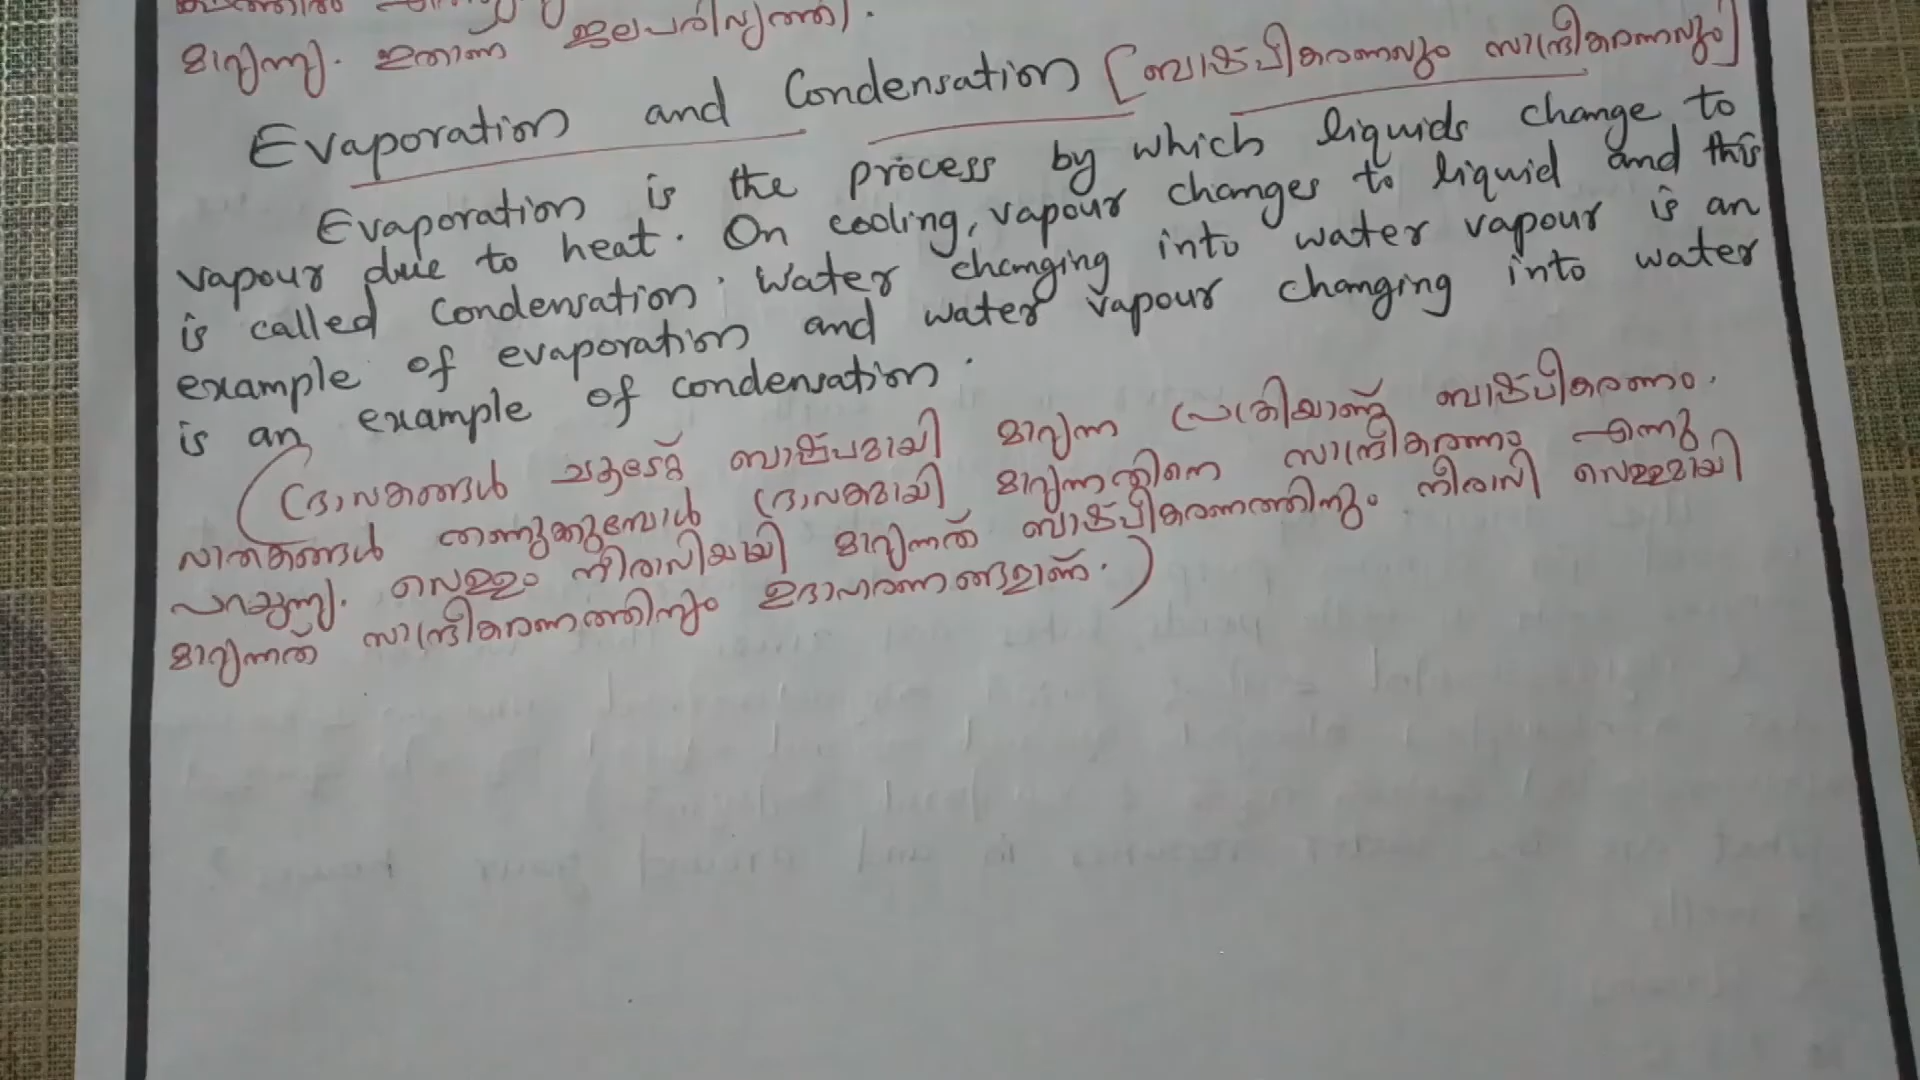 മാറുന്നു. ഇതാണ് ജലപരിവൃത്തി.
Evaporation and Condensation [ബാഷ്പീകരണവും സാന്ദ്രീകരണവും]
Evaporation is the process by which liquids change to
vapour due to heat. On cooling, vapour changes to liquid and this
is called condensation. Water changing into water vapour is an
example of evaporation and water vapour changing into water
is an example of condensation.
(ദ്രാവകങ്ങൾ ചൂടേറ്റ് ബാഷ്പമായി മാറുന്ന പ്രക്രിയാണ് ബാഷ്പീകരണം.
വാതകങ്ങൾ തണുക്കുമ്പോൾ ദ്രാവകമായി മാറുന്നതിനെ സാന്ദ്രീകരണം എന്നു
പറയുന്നു. വെള്ളം നീരാവിയായി മാറുന്നത് ബാഷ്പീകരണത്തിനും നീരാവി വെള്ളമായി
മാറുന്നത് സാന്ദ്രീകരണത്തിനും ഉദാഹരണങ്ങളാണ്.)